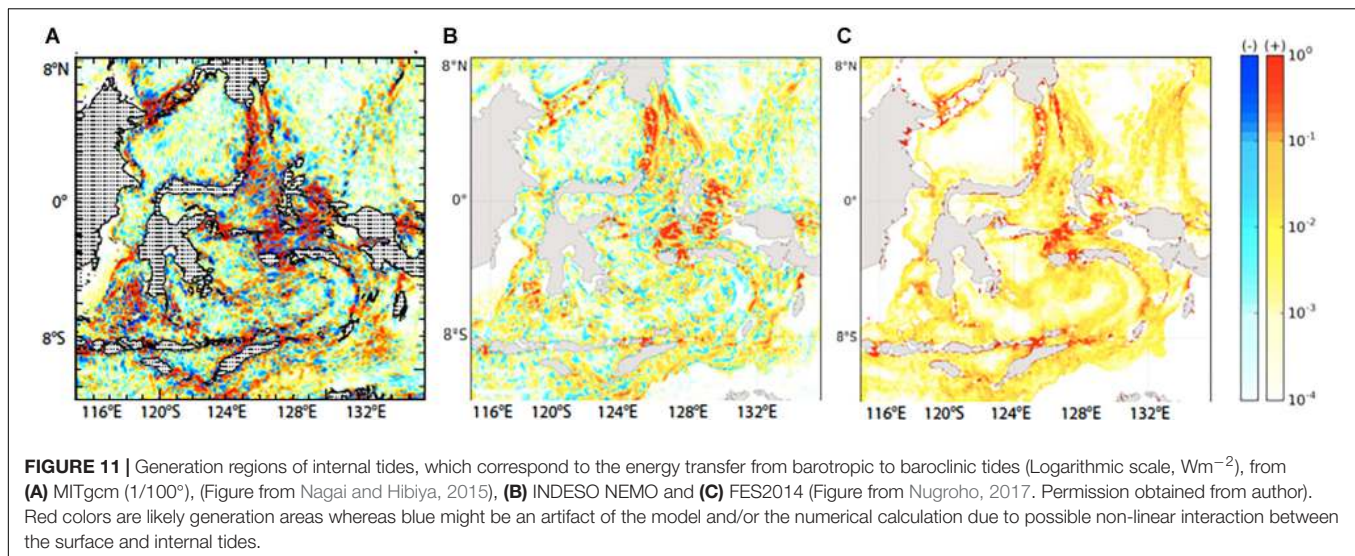 A
B
C
(-) (+)
8°N
0°
8°S
116°E 120°S 124°E 128°E 132°E
8°N
0°
8°S
116°E 120°S 124°E 128°E 132°E
8°N
0°
8°S
116°E 120°S 124°E 128°E 132°E
10⁰
10⁻¹
10⁻²
10⁻³
10⁻⁴
FIGURE 11 | Generation regions of internal tides, which correspond to the energy transfer from barotropic to baroclinic tides (Logarithmic scale, Wm⁻²), from
(A) MITgcm (1/100°), (Figure from Nagai and Hibiya, 2015), (B) INDESO NEMO and (C) FES2014 (Figure from Nugroho, 2017. Permission obtained from author).
Red colors are likely generation areas whereas blue might be an artifact of the model and/or the numerical calculation due to possible non-linear interaction between
the surface and internal tides.